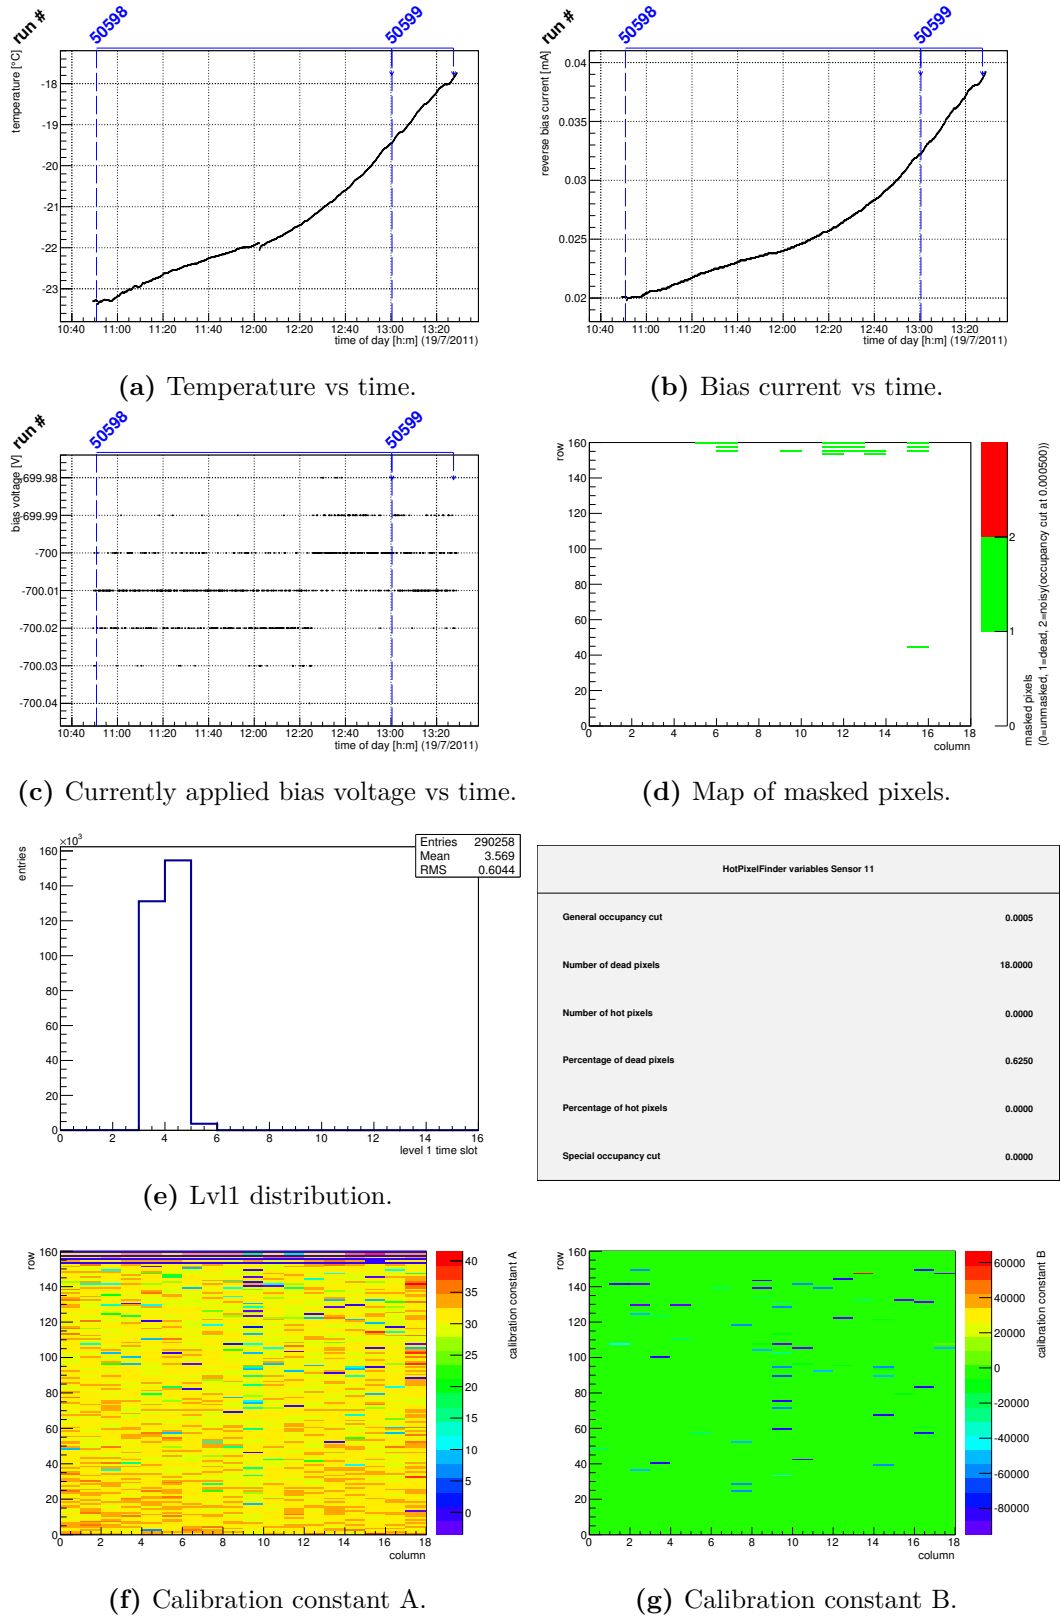 run #
50598
50599
temperature [°C]
-18
-19
-20
-21
-22
-23
10:40 11:00 11:20 11:40 12:00 12:20 12:40 13:00 13:20
time of day [h:m] (19/7/2011)
(a) Temperature vs time.
run #
50598
50599
reverse bias current [mA]
0.04
0.035
0.03
0.025
0.02
10:40 11:00 11:20 11:40 12:00 12:20 12:40 13:00 13:20
time of day [h:m] (19/7/2011)
(b) Bias current vs time.
run #
50598
50599
bias voltage [V]
-699.98
-699.99
-700
-700.01
-700.02
-700.03
-700.04
10:40 11:00 11:20 11:40 12:00 12:20 12:40 13:00 13:20
time of day [h:m] (19/7/2011)
(c) Currently applied bias voltage vs time.
row
160
140
120
100
80
60
40
20
0
0 2 4 6 8 10 12 14 16 18
column
2
1
0
masked pixels
(0=unmasked, 1=dead, 2=noisy(occupancy cut at 0.000500))
(d) Map of masked pixels.
×10³
entries
160
140
120
100
80
60
40
20
0
0 2 4 6 8 10 12 14 16
level 1 time slot
Entries 290258
Mean 3.569
RMS 0.6044
(e) Lvl1 distribution.
HotPixelFinder variables Sensor 11
General occupancy cut 0.0005
Number of dead pixels 18.0000
Number of hot pixels 0.0000
Percentage of dead pixels 0.6250
Percentage of hot pixels 0.0000
Special occupancy cut 0.0000
row
160
140
120
100
80
60
40
20
0
0 2 4 6 8 10 12 14 16 18
column
40
35
30
25
20
15
10
5
0
calibration constant A
(f) Calibration constant A.
row
160
140
120
100
80
60
40
20
0
0 2 4 6 8 10 12 14 16 18
column
60000
40000
20000
0
-20000
-40000
-60000
-80000
calibration constant B
(g) Calibration constant B.